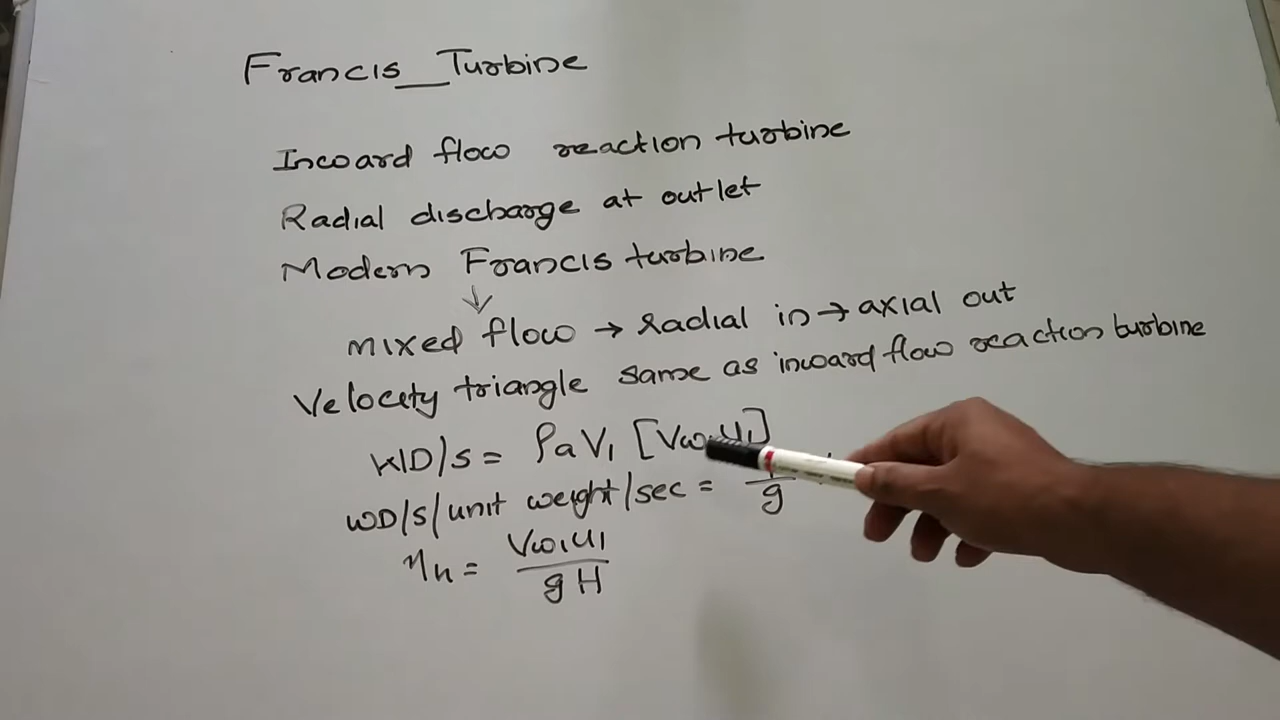 Francis_Turbine
Inward flow reaction turbine
Radial discharge at outlet
Modern Francis turbine
↓
mixed flow → Radial in → axial out
Velocity triangle same as inward flow reaction turbine
WD/s = ρaV₁ [Vw₁u₁]
WD/s/unit weight/sec = g
ηh = Vw₁u₁ / gH